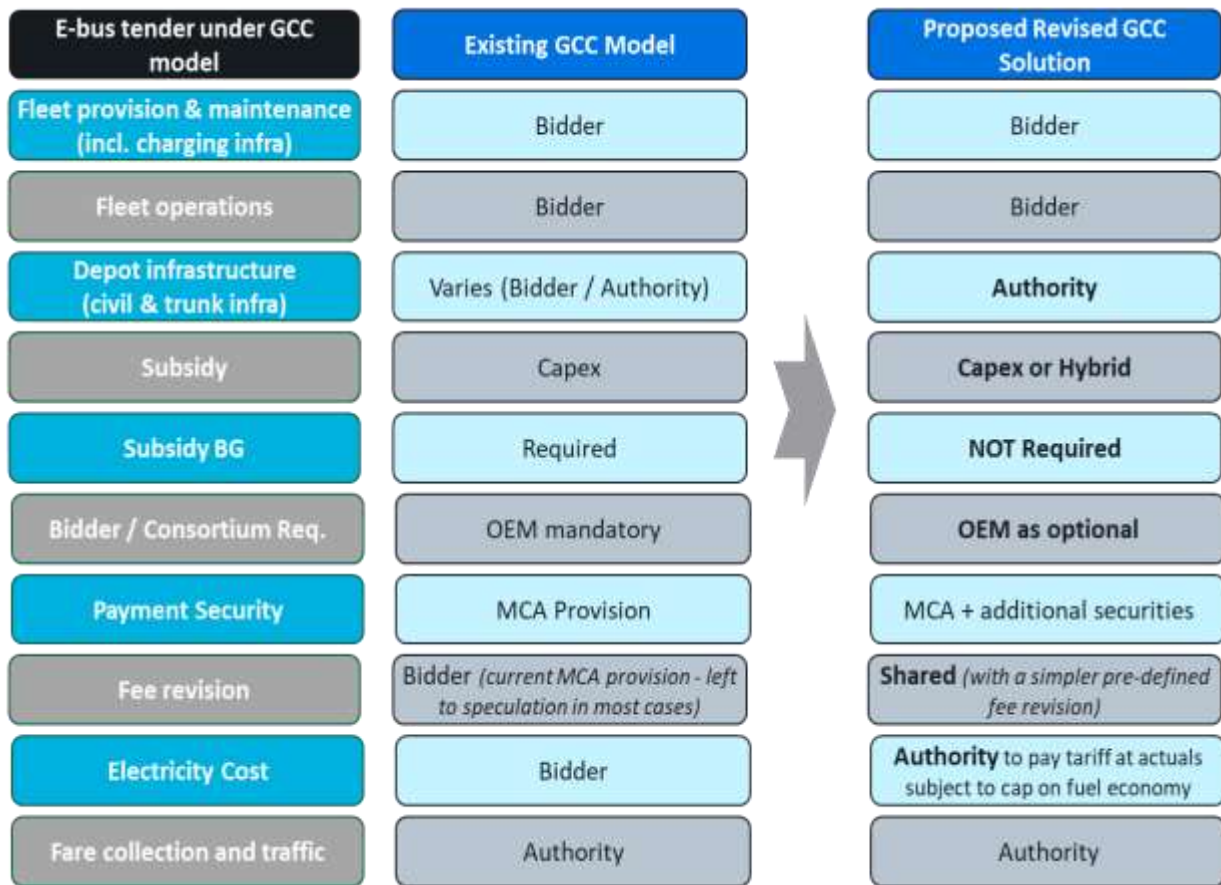 E-bus tender under GCC
model
Existing GCC Model
Proposed Revised GCC
Solution
Fleet provision & maintenance
(incl. charging infra)
Bidder
Bidder
Fleet operations
Bidder
Bidder
Depot infrastructure
(civil & trunk infra)
Varies (Bidder / Authority)
Authority
Subsidy
Capex
Capex or Hybrid
Subsidy BG
Required
NOT Required
Bidder / Consortium Req.
OEM mandatory
OEM as optional
Payment Security
MCA Provision
MCA + additional securities
Fee revision
Bidder (current MCA provision - left
to speculation in most cases)
Shared (with a simpler pre-defined
fee revision)
Electricity Cost
Bidder
Authority to pay tariff at actuals
subject to cap on fuel economy
Fare collection and traffic
Authority
Authority